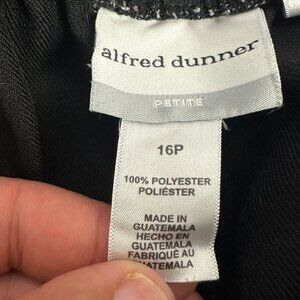 alfred dunner
PETITE
16P
100% POLYESTER
POLIÉSTER
MADE IN
GUATEMALA
HECHO EN
GUATEMALA
FABRIQUÉ AU
GUATEMALA